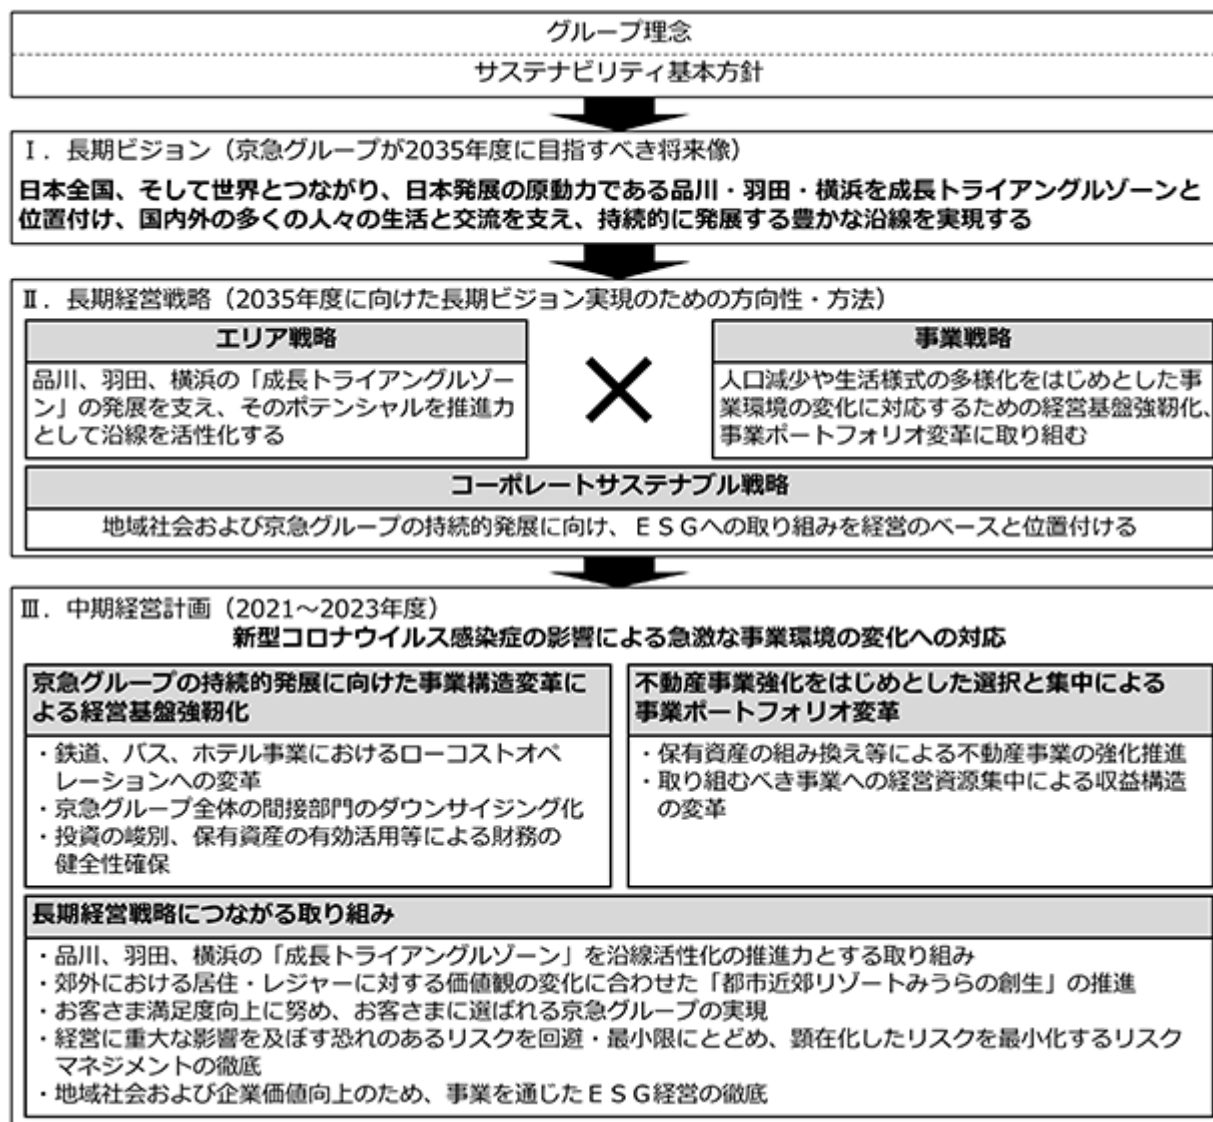 グループ理念
サステナビリティ基本方針
Ⅰ．長期ビジョン（京急グループが2035年度に目指すべき将来像）
日本全国、そして世界とつながり、日本発展の原動力である品川・羽田・横浜を成長トライアングルゾーンと
位置付け、国内外の多くの人々の生活と交流を支え、持続的に発展する豊かな沿線を実現する
Ⅱ．長期経営戦略（2035年度に向けた長期ビジョン実現のための方向性・方法）
エリア戦略
品川、羽田、横浜の「成長トライアングルゾー
ン」の発展を支え、そのポテンシャルを推進力
として沿線を活性化する
事業戦略
人口減少や生活様式の多様化をはじめとした事
業環境の変化に対応するための経営基盤強靭化、
事業ポートフォリオ変革に取り組む
コーポレートサステナブル戦略
地域社会および京急グループの持続的発展に向け、ＥＳＧへの取り組みを経営のベースと位置付ける
Ⅲ．中期経営計画（2021～2023年度）
新型コロナウイルス感染症の影響による急激な事業環境の変化への対応
京急グループの持続的発展に向けた事業構造変革に
よる経営基盤強靭化
・鉄道、バス、ホテル事業におけるローコストオペ
レーションへの変革
・京急グループ全体の間接部門のダウンサイジング化
・投資の峻別、保有資産の有効活用等による財務の
健全性確保
不動産事業強化をはじめとした選択と集中による
事業ポートフォリオ変革
・保有資産の組み換え等による不動産事業の強化推進
・取り組むべき事業への経営資源集中による収益構造
の変革
長期経営戦略につながる取り組み
・品川、羽田、横浜の「成長トライアングルゾーン」を沿線活性化の推進力とする取り組み
・郊外における居住・レジャーに対する価値観の変化に合わせた「都市近郊リゾートみうらの創生」の推進
・お客さま満足度向上に努め、お客さまに選ばれる京急グループの実現
・経営に重大な影響を及ぼす恐れのあるリスクを回避・最小限にとどめ、顕在化したリスクを最小化するリスク
マネジメントの徹底
・地域社会および企業価値向上のため、事業を通じたＥＳＧ経営の徹底